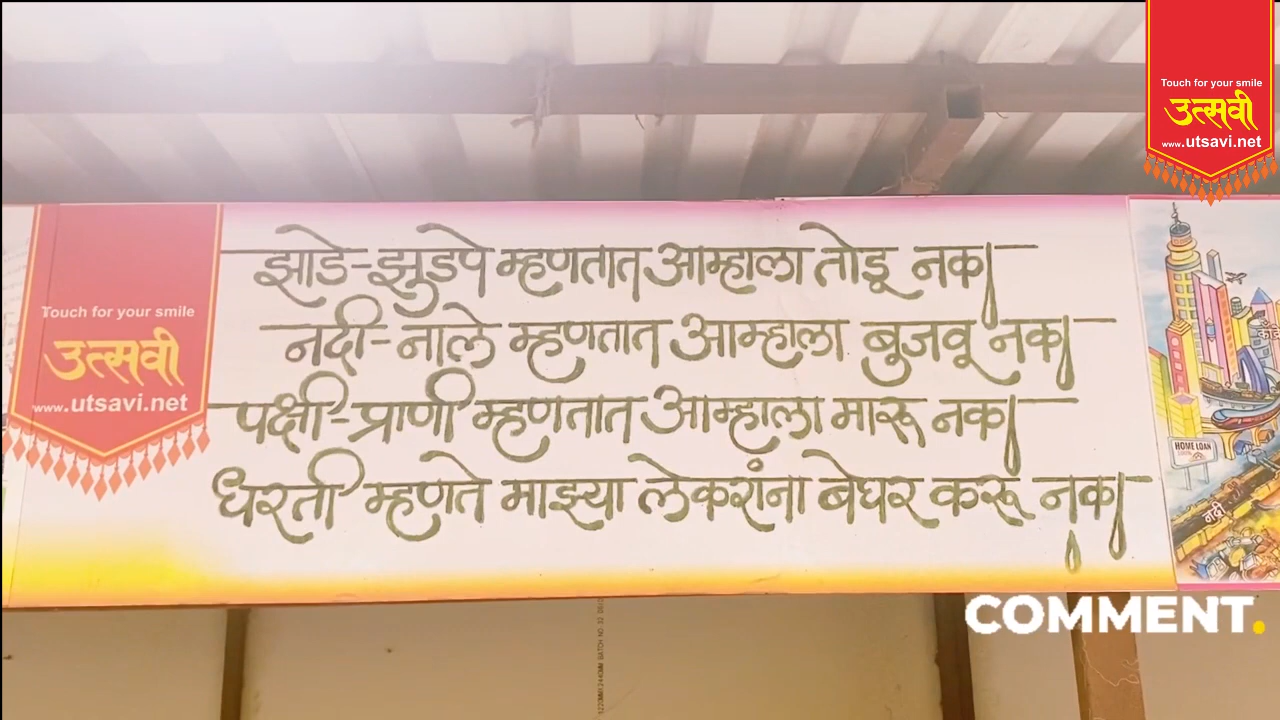 Touch for your smile
उत्सवी
www.utsavi.net
झाडे-झुडपे म्हणतात आम्हाला तोडू नका
नदी-नाले म्हणतात आम्हाला बुजवू नका
पक्षी-प्राणी म्हणतात आम्हाला मारू नका
धरती म्हणते माझ्या लेकरांना बेघर करू नका
Touch for your smile
उत्सवी
www.utsavi.net
HOME LOAN
नदी
COMMENT.